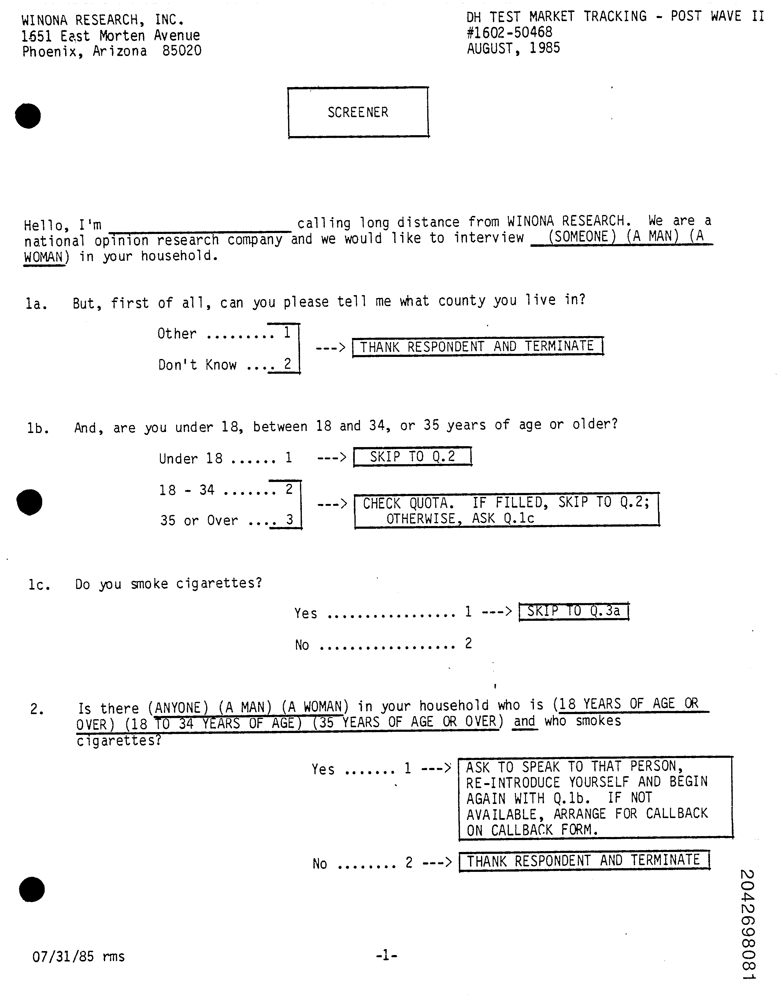 WINONA RESEARCH, INC.
1651 East Morten Avenue
Phoenix, Arizona 85020
DH TEST MARKET TRACKING - POST WAVE II
#1602-50468
AUGUST, 1985
SCREENER
Hello, I'm ______________________ calling long distance from WINONA RESEARCH. We are a
national opinion research company and we would like to interview (SOMEONE) (A MAN) (A
WOMAN) in your household.
1a. But, first of all, can you please tell me what county you live in?
Other ......... 1
---> THANK RESPONDENT AND TERMINATE
Don't Know .... 2
1b. And, are you under 18, between 18 and 34, or 35 years of age or older?
Under 18 ...... 1 ---> SKIP TO Q.2
18 - 34 ....... 2
---> CHECK QUOTA. IF FILLED, SKIP TO Q.2;
OTHERWISE, ASK Q.1c
35 or Over .... 3
1c. Do you smoke cigarettes?
Yes ................. 1 ---> SKIP TO Q.3a
No .................. 2
2. Is there (ANYONE) (A MAN) (A WOMAN) in your household who is (18 YEARS OF AGE OR
OVER) (18 TO 34 YEARS OF AGE) (35 YEARS OF AGE OR OVER) and who smokes
cigarettes?
Yes ....... 1 ---> ASK TO SPEAK TO THAT PERSON,
RE-INTRODUCE YOURSELF AND BEGIN
AGAIN WITH Q.1b. IF NOT
AVAILABLE, ARRANGE FOR CALLBACK
ON CALLBACK FORM.
No ........ 2 ---> THANK RESPONDENT AND TERMINATE
2042698081
07/31/85 rms
-1-